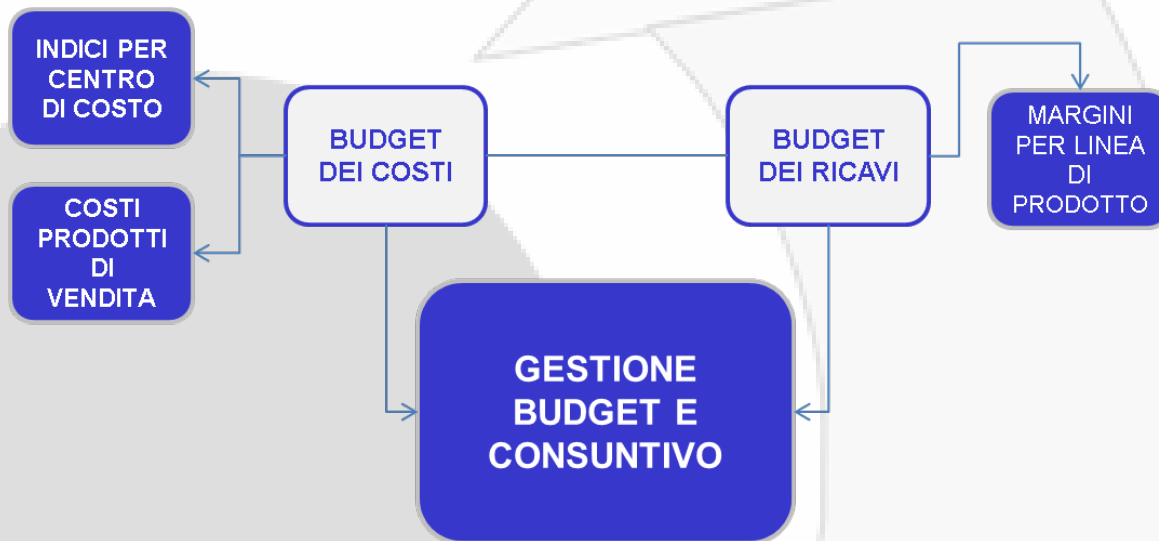 INDICI PER
CENTRO
DI COSTO
COSTI
PRODOTTI
DI
VENDITA
BUDGET
DEI COSTI
BUDGET
DEI RICAVI
MARGINI
PER LINEA
DI
PRODOTTO
GESTIONE
BUDGET E
CONSUNTIVO